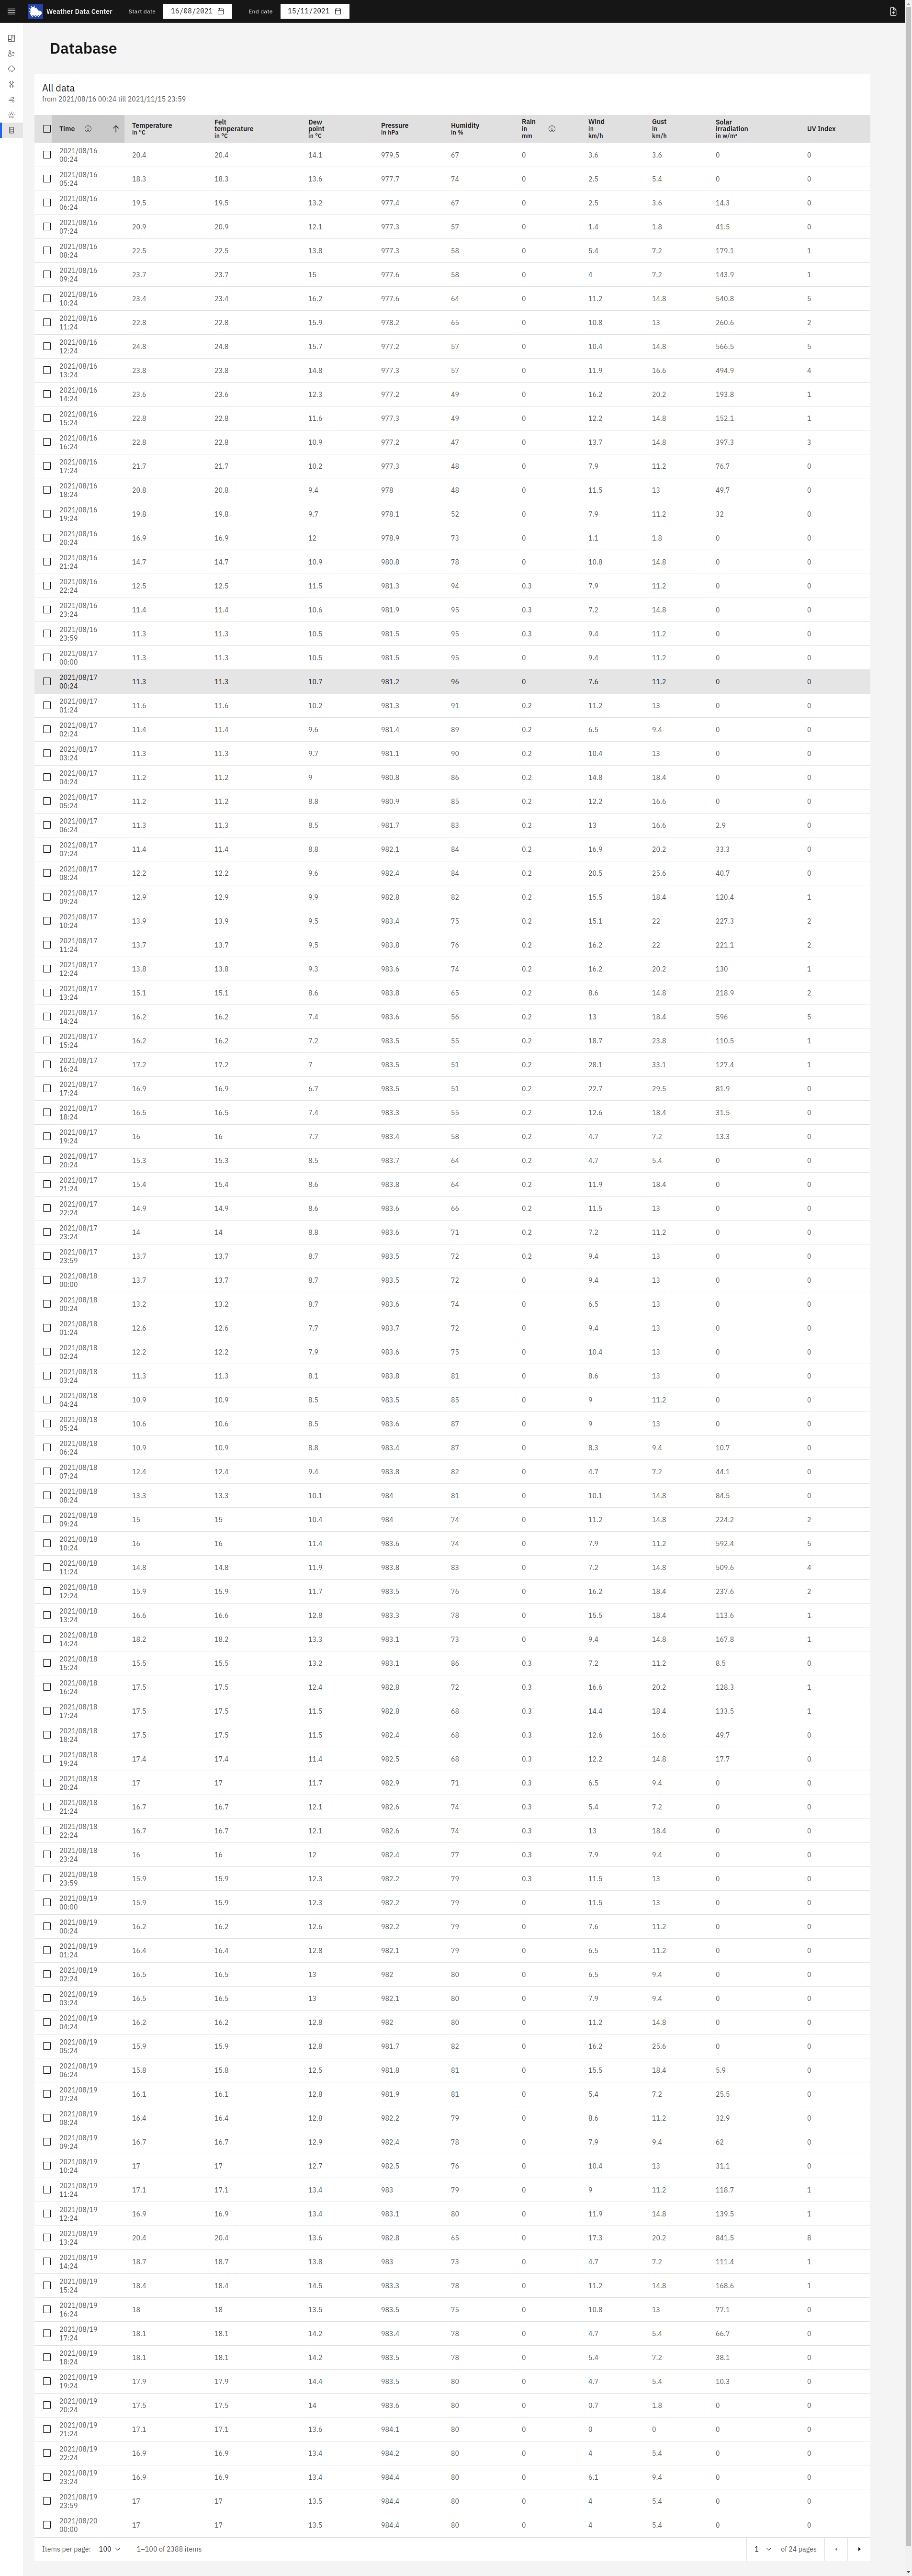 Weather Data Center Start date 16/08/2021 End date 15/11/2021
Database
All data
from 2021/08/16 00:24 till 2021/11/15 23:59
Time Temperature in °C Felt temperature in °C Dew point in °C Pressure in hPa Humidity in % Rain in mm Wind in km/h Gust in km/h Solar irradiation in w/m² UV Index
2021/08/16 00:24 20.4 20.4 14.1 979.5 67 0 3.6 3.6 0 0
2021/08/16 05:24 18.3 18.3 13.6 977.7 74 0 2.5 5.4 0 0
2021/08/16 06:24 19.5 19.5 13.2 977.4 67 0 2.5 3.6 14.3 0
2021/08/16 07:24 20.9 20.9 12.1 977.3 57 0 1.4 1.8 41.5 0
2021/08/16 08:24 22.5 22.5 13.8 977.3 58 0 5.4 7.2 179.1 1
2021/08/16 09:24 23.7 23.7 15 977.6 58 0 4 7.2 143.9 1
2021/08/16 10:24 23.4 23.4 16.2 977.6 64 0 11.2 14.8 540.8 5
2021/08/16 11:24 22.8 22.8 15.9 978.2 65 0 10.8 13 260.6 2
2021/08/16 12:24 24.8 24.8 15.7 977.2 57 0 10.4 14.8 566.5 5
2021/08/16 13:24 23.8 23.8 14.8 977.3 57 0 11.9 16.6 494.9 4
2021/08/16 14:24 23.6 23.6 12.3 977.2 49 0 16.2 20.2 193.8 1
2021/08/16 15:24 22.8 22.8 11.6 977.3 49 0 12.2 14.8 152.1 1
2021/08/16 16:24 22.8 22.8 10.9 977.2 47 0 13.7 14.8 397.3 3
2021/08/16 17:24 21.7 21.7 10.2 977.3 48 0 7.9 11.2 76.7 0
2021/08/16 18:24 20.8 20.8 9.4 978 48 0 11.5 13 49.7 0
2021/08/16 19:24 19.8 19.8 9.7 978.1 52 0 7.9 11.2 32 0
2021/08/16 20:24 16.9 16.9 12 978.9 73 0 1.1 1.8 0 0
2021/08/16 21:24 14.7 14.7 10.9 980.8 78 0 10.8 14.8 0 0
2021/08/16 22:24 12.5 12.5 11.5 981.3 94 0.3 7.9 11.2 0 0
2021/08/16 23:24 11.4 11.4 10.6 981.9 95 0.3 7.2 14.8 0 0
2021/08/16 23:59 11.3 11.3 10.5 981.5 95 0.3 9.4 11.2 0 0
2021/08/17 00:00 11.3 11.3 10.5 981.5 95 0 9.4 11.2 0 0
2021/08/17 00:24 11.3 11.3 10.7 981.2 96 0 7.6 11.2 0 0
2021/08/17 01:24 11.6 11.6 10.2 981.3 91 0.2 11.2 13 0 0
2021/08/17 02:24 11.4 11.4 9.6 981.4 89 0.2 6.5 9.4 0 0
2021/08/17 03:24 11.3 11.3 9.7 981.1 90 0.2 10.4 13 0 0
2021/08/17 04:24 11.2 11.2 9 980.8 86 0.2 14.8 18.4 0 0
2021/08/17 05:24 11.2 11.2 8.8 980.9 85 0.2 12.2 16.6 0 0
2021/08/17 06:24 11.3 11.3 8.5 981.7 83 0.2 13 16.6 2.9 0
2021/08/17 07:24 11.4 11.4 8.8 982.1 84 0.2 16.9 20.2 33.3 0
2021/08/17 08:24 12.2 12.2 9.6 982.4 84 0.2 20.5 25.6 40.7 0
2021/08/17 09:24 12.9 12.9 9.9 982.8 82 0.2 15.5 18.4 120.4 1
2021/08/17 10:24 13.9 13.9 9.5 983.4 75 0.2 15.1 22 227.3 2
2021/08/17 11:24 13.7 13.7 9.5 983.8 76 0.2 16.2 22 221.1 2
2021/08/17 12:24 13.8 13.8 9.3 983.6 74 0.2 16.2 20.2 130 1
2021/08/17 13:24 15.1 15.1 8.6 983.8 65 0.2 8.6 14.8 218.9 2
2021/08/17 14:24 16.2 16.2 7.4 983.6 56 0.2 13 18.4 596 5
2021/08/17 15:24 16.2 16.2 7.2 983.5 55 0.2 18.7 23.8 110.5 1
2021/08/17 16:24 17.2 17.2 7 983.5 51 0.2 28.1 33.1 127.4 1
2021/08/17 17:24 16.9 16.9 6.7 983.5 51 0.2 22.7 29.5 81.9 0
2021/08/17 18:24 16.5 16.5 7.4 983.3 55 0.2 12.6 18.4 31.5 0
2021/08/17 19:24 16 16 7.7 983.4 58 0.2 4.7 7.2 13.3 0
2021/08/17 20:24 15.3 15.3 8.5 983.7 64 0.2 4.7 5.4 0 0
2021/08/17 21:24 15.4 15.4 8.6 983.8 64 0.2 11.9 18.4 0 0
2021/08/17 22:24 14.9 14.9 8.6 983.6 66 0.2 11.5 13 0 0
2021/08/17 23:24 14 14 8.8 983.6 71 0.2 7.2 11.2 0 0
2021/08/17 23:59 13.7 13.7 8.7 983.5 72 0.2 9.4 13 0 0
2021/08/18 00:00 13.7 13.7 8.7 983.5 72 0 9.4 13 0 0
2021/08/18 00:24 13.2 13.2 8.7 983.6 74 0 6.5 13 0 0
2021/08/18 01:24 12.6 12.6 7.7 983.7 72 0 9.4 13 0 0
2021/08/18 02:24 12.2 12.2 7.9 983.6 75 0 10.4 13 0 0
2021/08/18 03:24 11.3 11.3 8.1 983.8 81 0 8.6 13 0 0
2021/08/18 04:24 10.9 10.9 8.5 983.5 85 0 9 11.2 0 0
2021/08/18 05:24 10.6 10.6 8.5 983.6 87 0 9 13 0 0
2021/08/18 06:24 10.9 10.9 8.8 983.4 87 0 8.3 9.4 10.7 0
2021/08/18 07:24 12.4 12.4 9.4 983.8 82 0 4.7 7.2 44.1 0
2021/08/18 08:24 13.3 13.3 10.1 984 81 0 10.1 14.8 84.5 0
2021/08/18 09:24 15 15 10.4 984 74 0 11.2 14.8 224.2 2
2021/08/18 10:24 16 16 11.4 983.6 74 0 7.9 11.2 592.4 5
2021/08/18 11:24 14.8 14.8 11.9 983.8 83 0 7.2 14.8 509.6 4
2021/08/18 12:24 15.9 15.9 11.7 983.5 76 0 16.2 18.4 237.6 2
2021/08/18 13:24 16.6 16.6 12.8 983.3 78 0 15.5 18.4 113.6 1
2021/08/18 14:24 18.2 18.2 13.3 983.1 73 0 9.4 14.8 167.8 1
2021/08/18 15:24 15.5 15.5 13.2 983.1 86 0.3 7.2 11.2 8.5 0
2021/08/18 16:24 17.5 17.5 12.4 982.8 72 0.3 16.6 20.2 128.3 1
2021/08/18 17:24 17.5 17.5 11.5 982.8 68 0.3 14.4 18.4 133.5 1
2021/08/18 18:24 17.5 17.5 11.5 982.4 68 0.3 12.6 16.6 49.7 0
2021/08/18 19:24 17.4 17.4 11.4 982.5 68 0.3 12.2 14.8 17.7 0
2021/08/18 20:24 17 17 11.7 982.9 71 0.3 6.5 9.4 0 0
2021/08/18 21:24 16.7 16.7 12.1 982.6 74 0.3 5.4 7.2 0 0
2021/08/18 22:24 16.7 16.7 12.1 982.6 74 0.3 13 18.4 0 0
2021/08/18 23:24 16 16 12 982.4 77 0.3 7.9 9.4 0 0
2021/08/18 23:59 15.9 15.9 12.3 982.2 79 0.3 11.5 13 0 0
2021/08/19 00:00 15.9 15.9 12.3 982.2 79 0 11.5 13 0 0
2021/08/19 00:24 16.2 16.2 12.6 982.2 79 0 7.6 11.2 0 0
2021/08/19 01:24 16.4 16.4 12.8 982.1 79 0 6.5 11.2 0 0
2021/08/19 02:24 16.5 16.5 13 982 80 0 6.5 9.4 0 0
2021/08/19 03:24 16.5 16.5 13 982.1 80 0 7.9 9.4 0 0
2021/08/19 04:24 16.2 16.2 12.8 982 80 0 11.2 14.8 0 0
2021/08/19 05:24 15.9 15.9 12.8 981.7 82 0 16.2 25.6 0 0
2021/08/19 06:24 15.8 15.8 12.5 981.8 81 0 15.5 18.4 5.9 0
2021/08/19 07:24 16.1 16.1 12.8 981.9 81 0 5.4 7.2 25.5 0
2021/08/19 08:24 16.4 16.4 12.8 982.2 79 0 8.6 11.2 32.9 0
2021/08/19 09:24 16.7 16.7 12.9 982.4 78 0 7.9 9.4 62 0
2021/08/19 10:24 17 17 12.7 982.5 76 0 10.4 13 31.1 0
2021/08/19 11:24 17.1 17.1 13.4 983 79 0 9 11.2 118.7 1
2021/08/19 12:24 16.9 16.9 13.4 983.1 80 0 11.9 14.8 139.5 1
2021/08/19 13:24 20.4 20.4 13.6 982.8 65 0 17.3 20.2 841.5 8
2021/08/19 14:24 18.7 18.7 13.8 983 73 0 4.7 7.2 111.4 1
2021/08/19 15:24 18.4 18.4 14.5 983.3 78 0 11.2 14.8 168.6 1
2021/08/19 16:24 18 18 13.5 983.5 75 0 10.8 13 77.1 0
2021/08/19 17:24 18.1 18.1 14.2 983.4 78 0 4.7 5.4 66.7 0
2021/08/19 18:24 18.1 18.1 14.2 983.5 78 0 5.4 7.2 38.1 0
2021/08/19 19:24 17.9 17.9 14.4 983.5 80 0 4.7 5.4 10.3 0
2021/08/19 20:24 17.5 17.5 14 983.6 80 0 0.7 1.8 0 0
2021/08/19 21:24 17.1 17.1 13.6 984.1 80 0 0 0 0 0
2021/08/19 22:24 16.9 16.9 13.4 984.2 80 0 4 5.4 0 0
2021/08/19 23:24 16.9 16.9 13.4 984.4 80 0 6.1 9.4 0 0
2021/08/19 23:59 17 17 13.5 984.4 80 0 4 5.4 0 0
2021/08/20 00:00 17 17 13.5 984.4 80 0 4 5.4 0 0
Items per page: 100 1–100 of 2388 items 1 of 24 pages